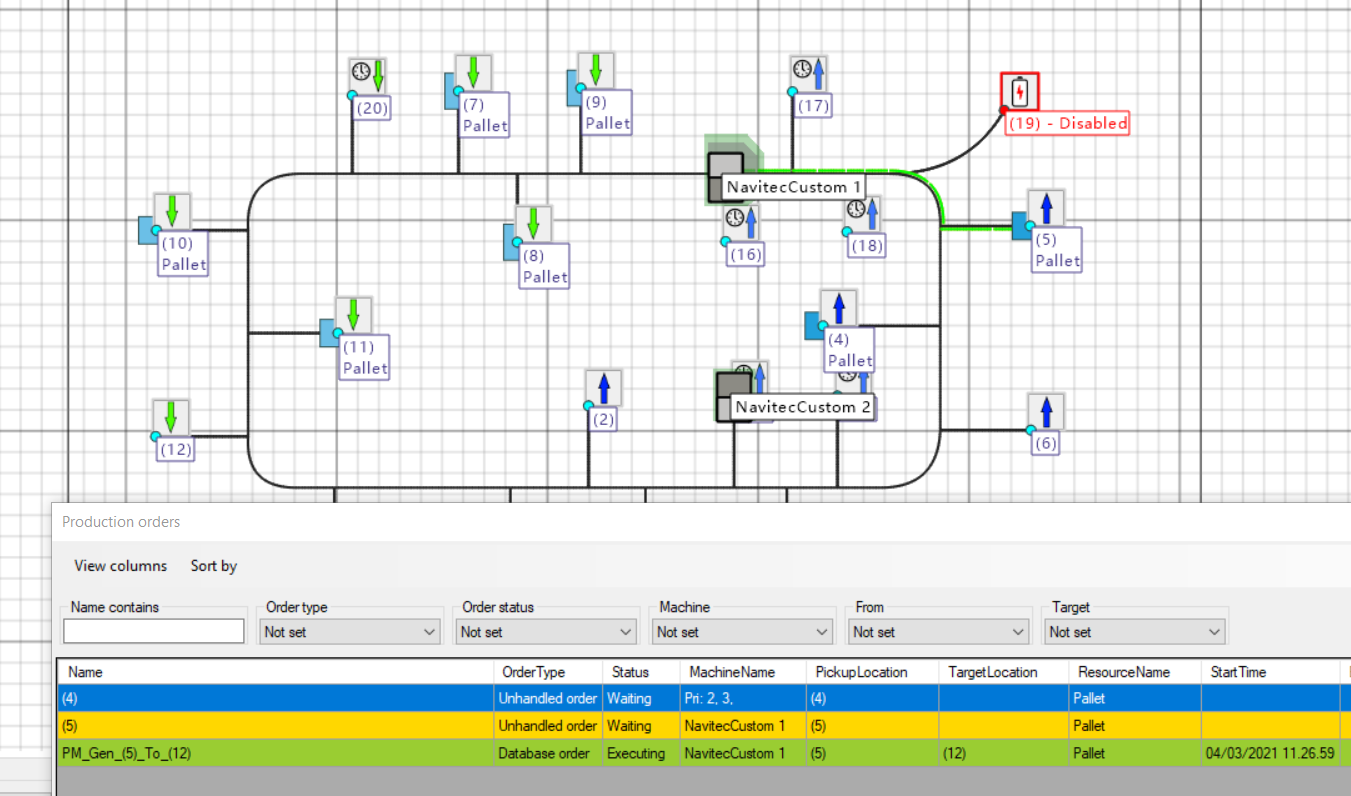 (20)
(7)
Pallet
(9)
Pallet
(17)
(19) - Disabled
NavitecCustom 1
(10)
Pallet
(8)
Pallet
(16)
(18)
(5)
Pallet
(11)
Pallet
(4)
Pallet
(2)
NavitecCustom 2
(12)
(6)
Production orders
View columns Sort by
Name contains Order type Order status Machine From Target
Not set Not set Not set Not set Not set
Name OrderType Status MachineName PickupLocation TargetLocation ResourceName StartTime
(4) Unhandled order Waiting Pri: 2, 3, (4) Pallet
(5) Unhandled order Waiting NavitecCustom 1 (5) Pallet
PM_Gen_(5)_To_(12) Database order Executing NavitecCustom 1 (5) (12) Pallet 04/03/2021 11.26.59